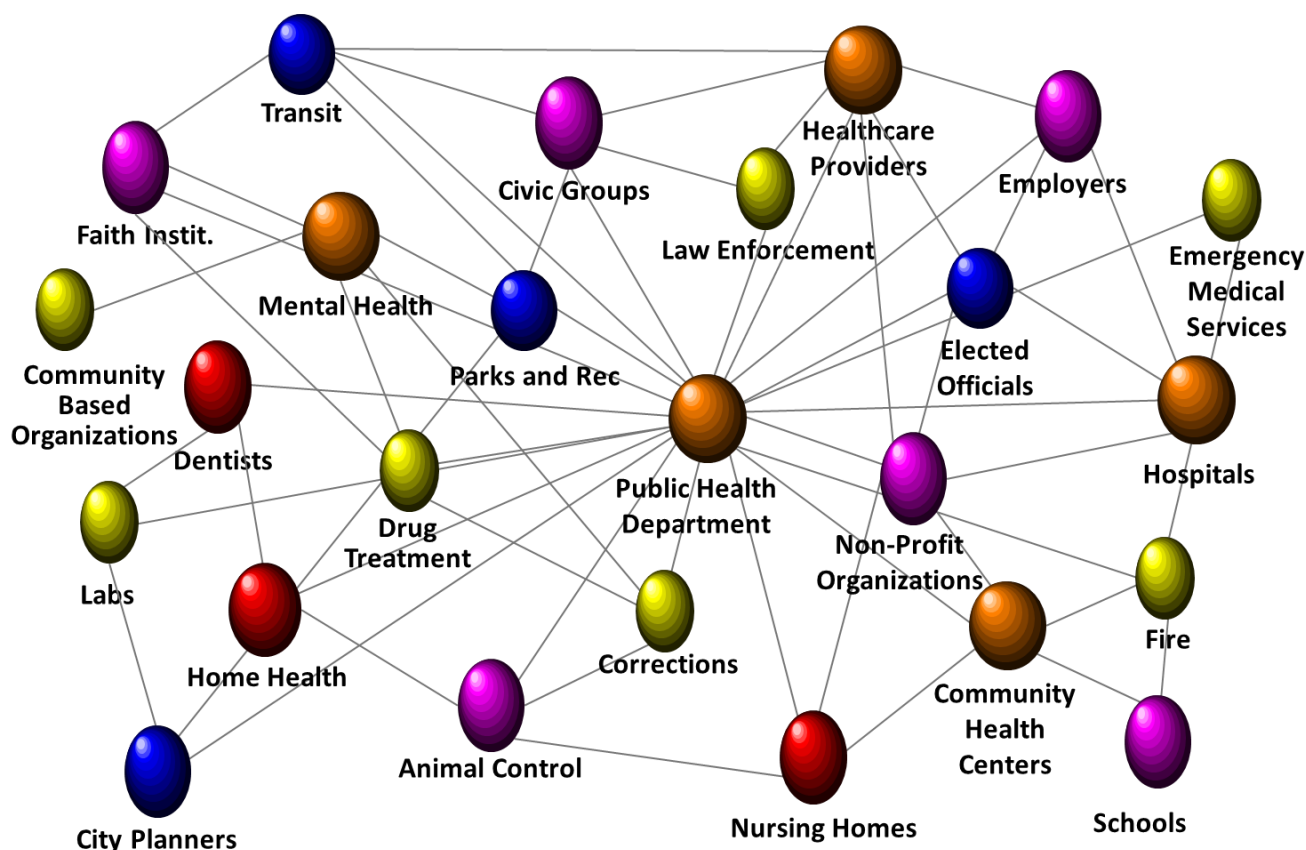 Transit
Healthcare
Providers
Civic Groups
Employers
Faith Instit.
Law Enforcement
Emergency
Medical
Services
Mental Health
Community
Based
Organizations
Parks and Rec
Elected
Officials
Dentists
Public Health
Department
Hospitals
Drug
Treatment
Non-Profit
Organizations
Labs
Home Health
Corrections
Fire
Community
Health
Centers
Animal Control
City Planners
Nursing Homes
Schools